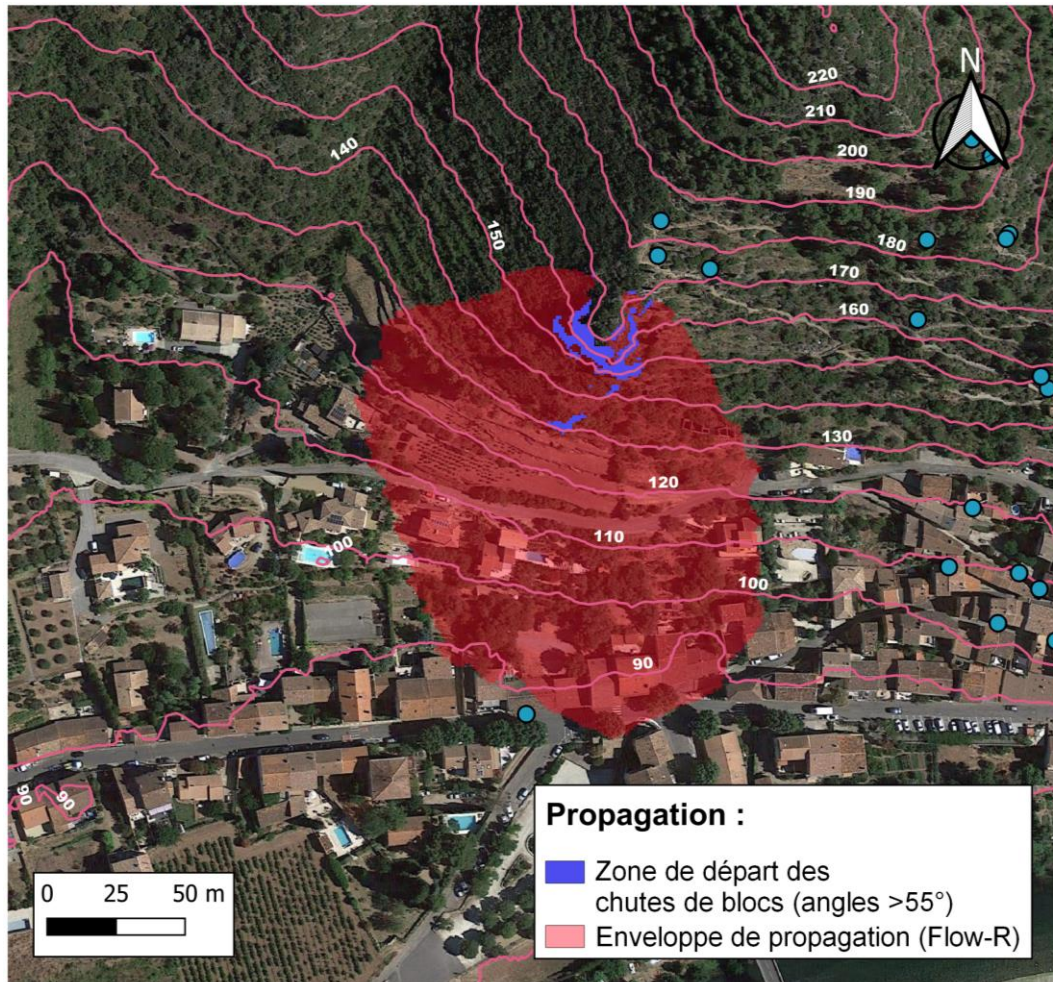 220
N
210
140
200
190
150
180
170
160
130
120
110
100
100
90
90
90
0 25 50 m
Propagation :
Zone de départ des
chutes de blocs (angles >55°)
Enveloppe de propagation (Flow-R)